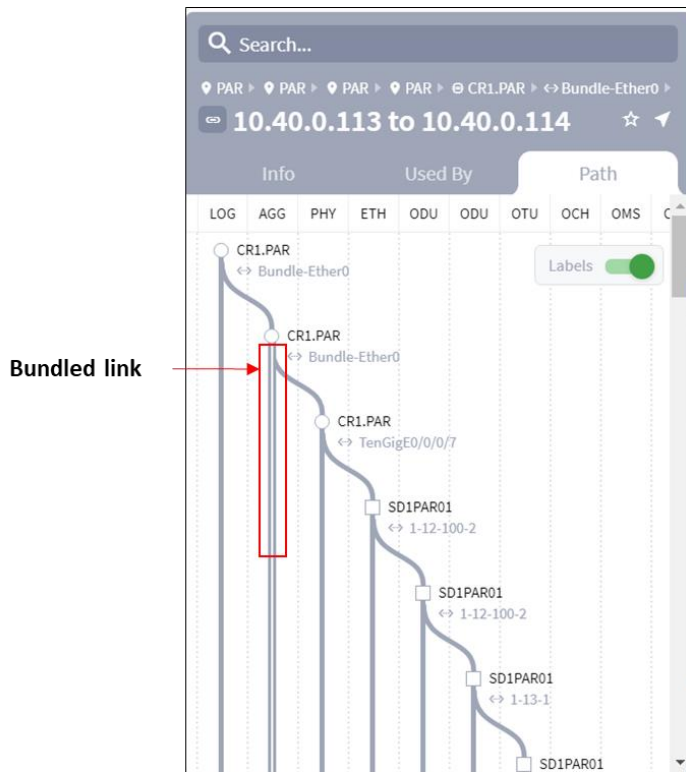 Search...
PAR PAR PAR PAR CR1.PAR Bundle-Ether0
10.40.0.113 to 10.40.0.114
Info Used By Path
LOG AGG PHY ETH ODU ODU OTU OCH OMS
CR1.PAR
Bundle-Ether0
Labels
CR1.PAR
Bundle-Ether0
Bundled link
CR1.PAR
TenGigE0/0/0/7
SD1PAR01
1-12-100-2
SD1PAR01
1-12-100-2
SD1PAR01
1-13-1
SD1PAR01